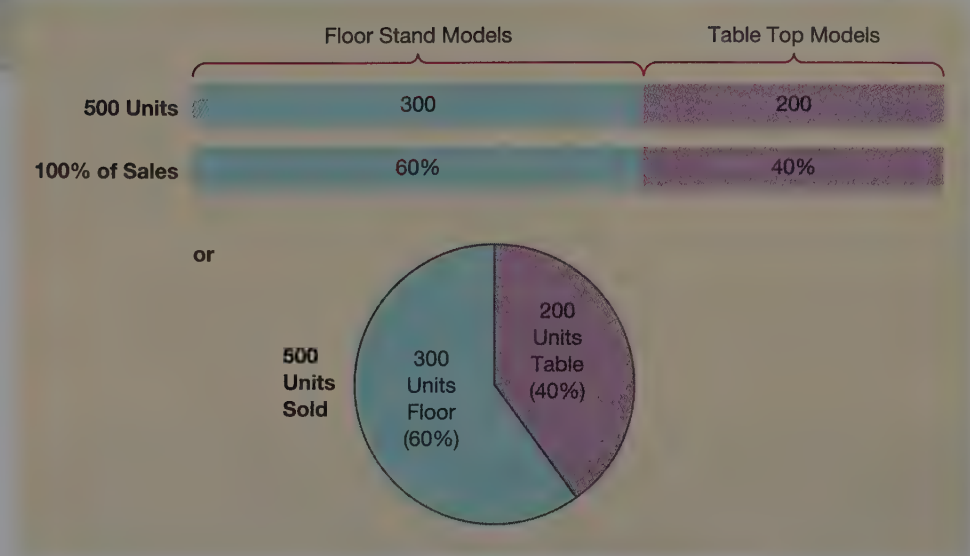 Floor Stand Models Table Top Models
500 Units 300 200
100% of Sales 60% 40%
or
500
Units
Sold
300
Units
Floor
(60%)
200
Units
Table
(40%)